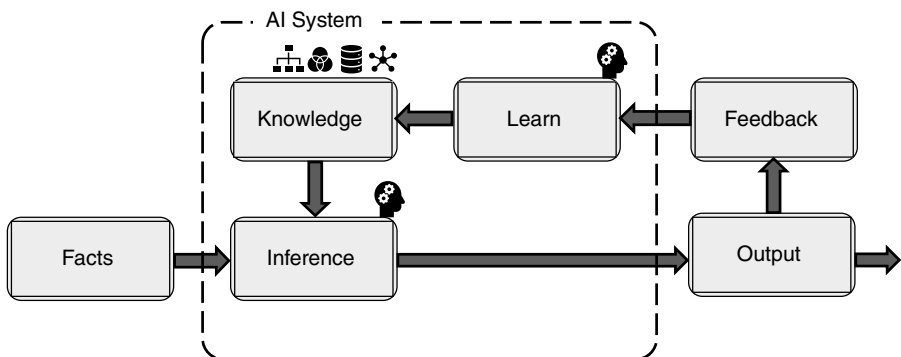 AI System
Knowledge
Learn
Feedback
Facts
Inference
Output